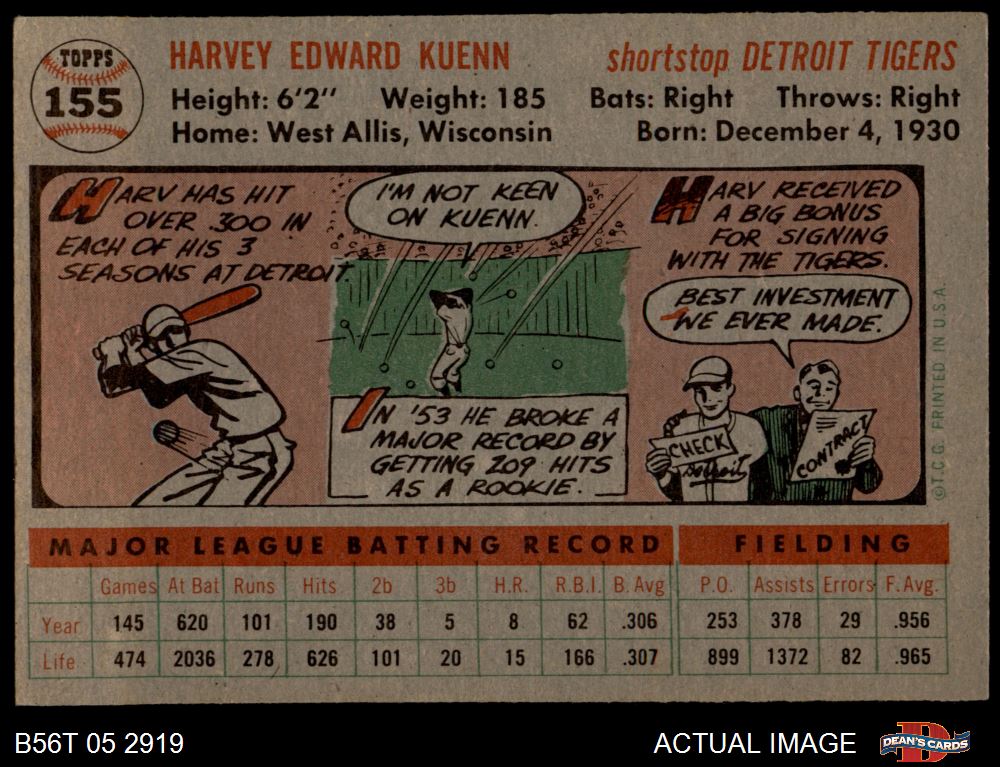 TOPPS
155
HARVEY EDWARD KUENN
shortstop DETROIT TIGERS
Height: 6'2" Weight: 185 Bats: Right Throws: Right
Home: West Allis, Wisconsin Born: December 4, 1930
HARV HAS HIT
OVER .300 IN
EACH OF HIS 3
SEASONS AT DETROIT.
I'M NOT KEEN
ON KUENN.
IN '53 HE BROKE A
MAJOR RECORD BY
GETTING 209 HITS
AS A ROOKIE.
HARV RECEIVED
A BIG BONUS
FOR SIGNING
WITH THE TIGERS.
BEST INVESTMENT
WE EVER MADE.
CHECK
Detroit
CONTRACT
©T.C.G. PRINTED IN U.S.A.
MAJOR LEAGUE BATTING RECORD FIELDING
Games At Bat Runs Hits 2b 3b H.R. R.B.I. B. Avg P.O. Assists Errors F. Avg.
Year 145 620 101 190 38 5 8 62 .306 253 378 29 .956
Life 474 2036 278 626 101 20 15 166 .307 899 1372 82 .965
B56T 05 2919
ACTUAL IMAGE
D
DEAN'S CARDS